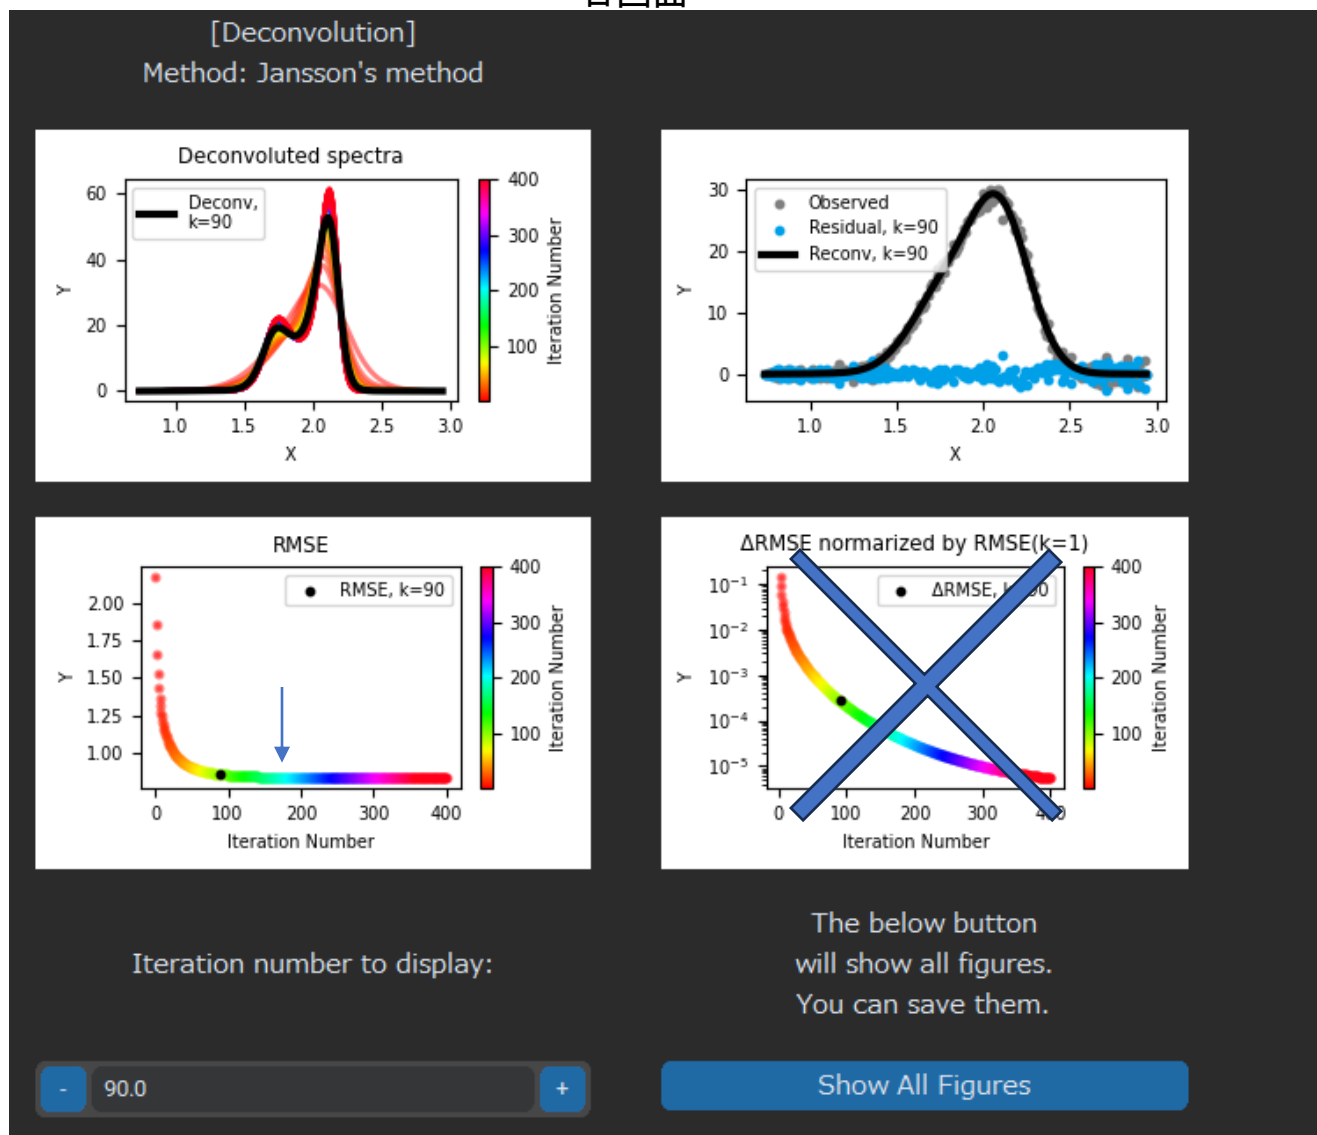 [Deconvolution]
Method: Jansson's method
Deconvoluted spectra
Deconv,
k=90
60
40
20
0
Y
1.0 1.5 2.0 2.5 3.0
X
400
300
200
100
Iteration Number
Observed
Residual, k=90
Reconv, k=90
30
20
10
0
Y
1.0 1.5 2.0 2.5 3.0
X
RMSE
RMSE, k=90
2.00
1.75
1.50
1.25
1.00
Y
0 100 200 300 400
Iteration Number
400
300
200
100
Iteration Number
ΔRMSE normarized by RMSE(k=1)
ΔRMSE, k=90
10⁻¹
10⁻²
10⁻³
10⁻⁴
10⁻⁵
Y
0 100 200 300 400
Iteration Number
400
300
200
100
Iteration Number
Iteration number to display:
The below button
will show all figures.
You can save them.
- 90.0 +
Show All Figures